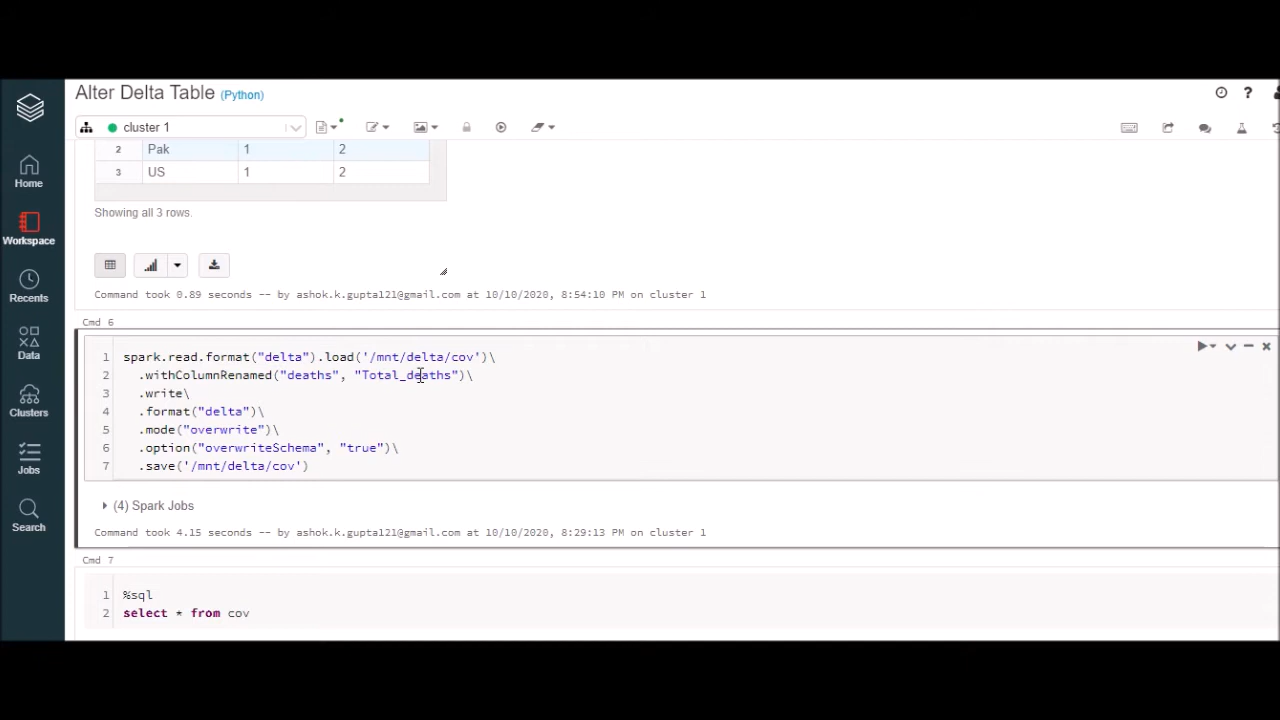 Alter Delta Table (Python)
cluster 1
Home
Workspace
Recents
Data
Clusters
Jobs
Search
2 Pak 1 2
3 US 1 2
Showing all 3 rows.
Command took 0.89 seconds -- by ashok.k.gupta121@gmail.com at 10/10/2020, 8:54:10 PM on cluster 1
Cmd 6
1 spark.read.format("delta").load('/mnt/delta/cov')\
2 .withColumnRenamed("deaths", "Total_deaths")\
3 .write\
4 .format("delta")\
5 .mode("overwrite")\
6 .option("overwriteSchema", "true")\
7 .save('/mnt/delta/cov')
(4) Spark Jobs
Command took 4.15 seconds -- by ashok.k.gupta121@gmail.com at 10/10/2020, 8:29:13 PM on cluster 1
Cmd 7
1 %sql
2 select * from cov